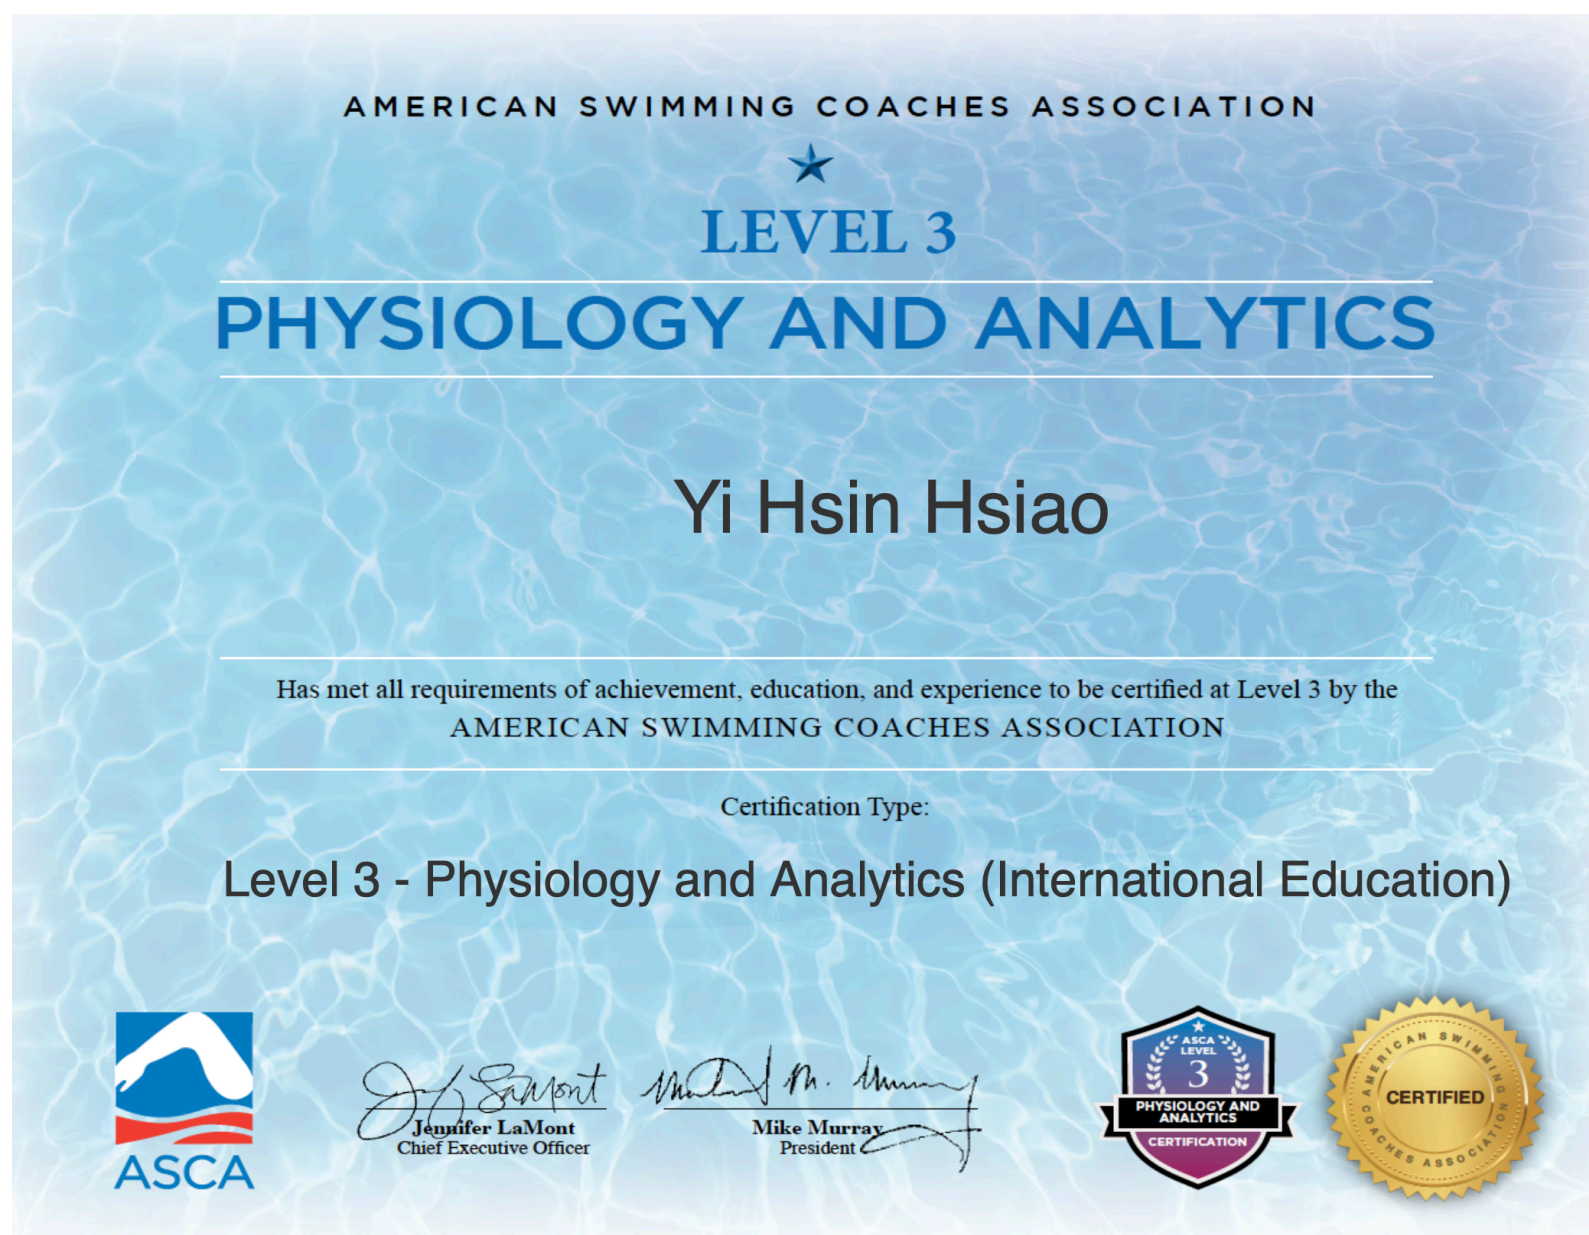 AMERICAN SWIMMING COACHES ASSOCIATION
LEVEL 3
PHYSIOLOGY AND ANALYTICS
Yi Hsin Hsiao
Has met all requirements of achievement, education, and experience to be certified at Level 3 by the
AMERICAN SWIMMING COACHES ASSOCIATION
Certification Type:
Level 3 - Physiology and Analytics (International Education)
ASCA
Jennifer LaMont
Chief Executive Officer
Mike Murray
President
ASCA
LEVEL
3
PHYSIOLOGY AND
ANALYTICS
CERTIFICATION
AMERICAN SWIMMING
CERTIFIED
COACHES ASSOCIATION